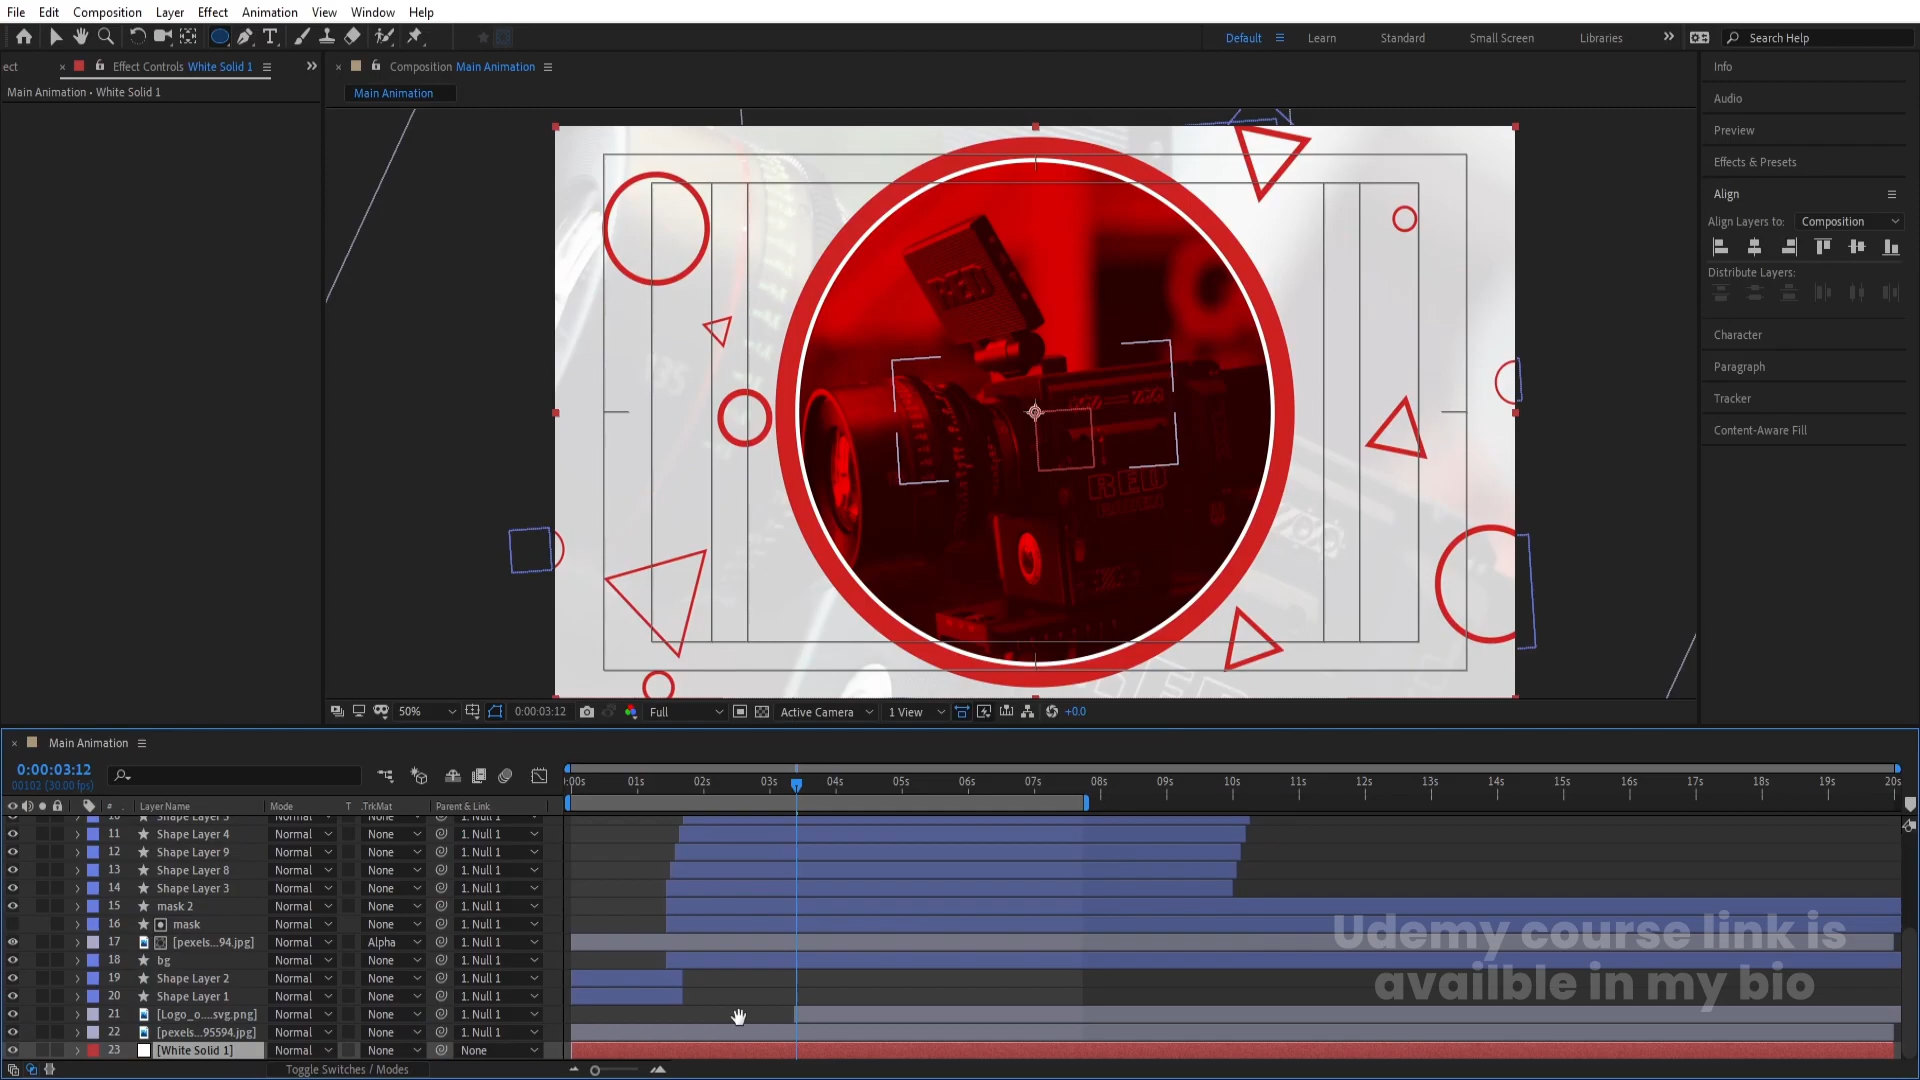 File Edit Composition Layer Effect Animation View Window Help
Default Learn Standard Small Screen Libraries Search Help
ect Effect Controls White Solid 1
Composition Main Animation
Info
Main Animation • White Solid 1
Main Animation
Audio
Preview
Effects & Presets
Align
Align Layers to: Composition
Distribute Layers:
Character
Paragraph
Tracker
Content-Aware Fill
RED
RED
50% 0:00:03:12 Full Active Camera 1 View +0.0
Main Animation
0:00:03:12
00102 (30.00 fps)
:00s 01s 02s 03s 04s 05s 06s 07s 08s 09s 10s 11s 12s 13s 14s 15s 16s 17s 18s 19s 20s
# Layer Name Mode T .TrkMat Parent & Link
11 Shape Layer 4 Normal None 1. Null 1
12 Shape Layer 9 Normal None 1. Null 1
13 Shape Layer 8 Normal None 1. Null 1
14 Shape Layer 3 Normal None 1. Null 1
15 mask 2 Normal None 1. Null 1
16 mask Normal None 1. Null 1
17 [pexels...94.jpg] Normal Alpha 1. Null 1
18 bg Normal None 1. Null 1
19 Shape Layer 2 Normal None 1. Null 1
20 Shape Layer 1 Normal None 1. Null 1
21 [Logo_o....svg.png] Normal None 1. Null 1
22 [pexels...95594.jpg] Normal None 1. Null 1
23 [White Solid 1] Normal None None
Toggle Switches / Modes
Udemy course link is
availble in my bio